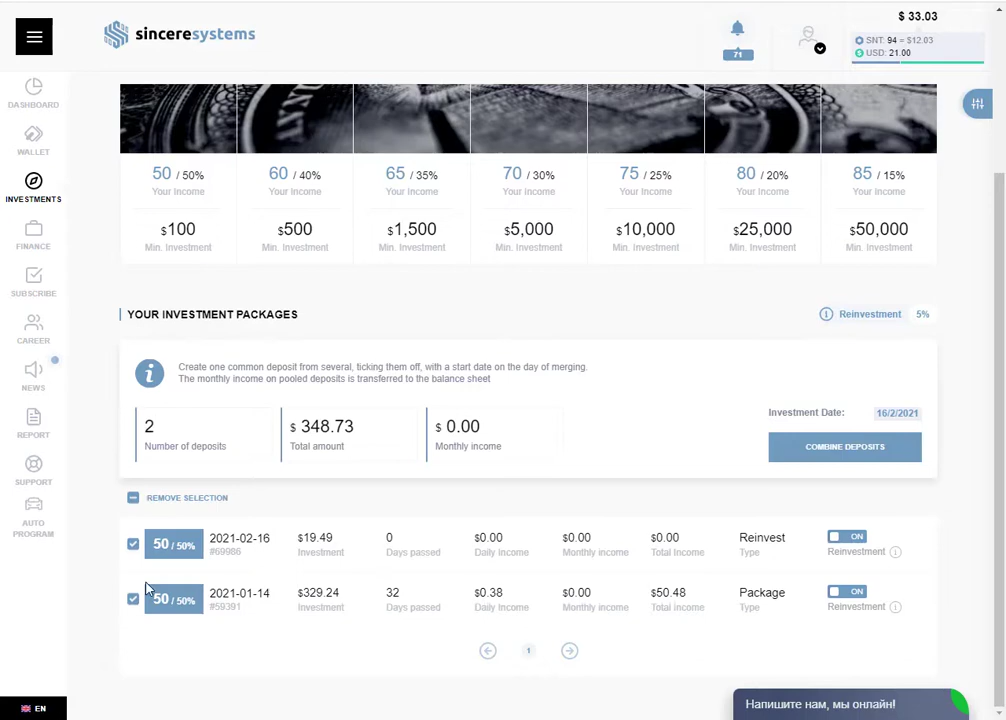 $ 33.03
sinceresystems
71
SNT: 94 = $12.03
USD: 21.00
DASHBOARD
WALLET
INVESTMENTS
FINANCE
SUBSCRIBE
CAREER
NEWS
REPORT
SUPPORT
AUTO
PROGRAM
EN
50 / 50% 60 / 40% 65 / 35% 70 / 30% 75 / 25% 80 / 20% 85 / 15%
Your Income Your Income Your Income Your Income Your Income Your Income Your Income
$100 $500 $1,500 $5,000 $10,000 $25,000 $50,000
Min. Investment Min. Investment Min. Investment Min. Investment Min. Investment Min. Investment Min. Investment
YOUR INVESTMENT PACKAGES
Reinvestment 5%
Create one common deposit from several, ticking them off, with a start date on the day of merging.
The monthly income on pooled deposits is transferred to the balance sheet
2 $ 348.73 $ 0.00
Number of deposits Total amount Monthly income
Investment Date: 16/2/2021
COMBINE DEPOSITS
REMOVE SELECTION
50 / 50% 2021-02-16 $19.49 0 $0.00 $0.00 $0.00 Reinvest ON
#69986 Investment Days passed Daily Income Monthly income Total Income Type Reinvestment
50 / 50% 2021-01-14 $329.24 32 $0.38 $0.00 $50.48 Package ON
#59391 Investment Days passed Daily Income Monthly income Total income Type Reinvestment
1
Напишите нам, мы онлайн!